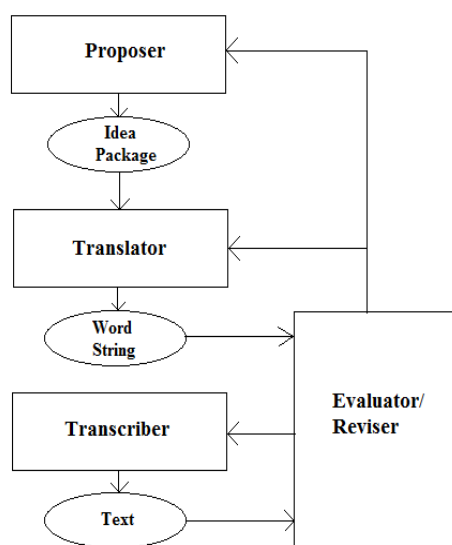 Proposer
Idea
Package
Translator
Word
String
Transcriber
Evaluator/
Reviser
Text